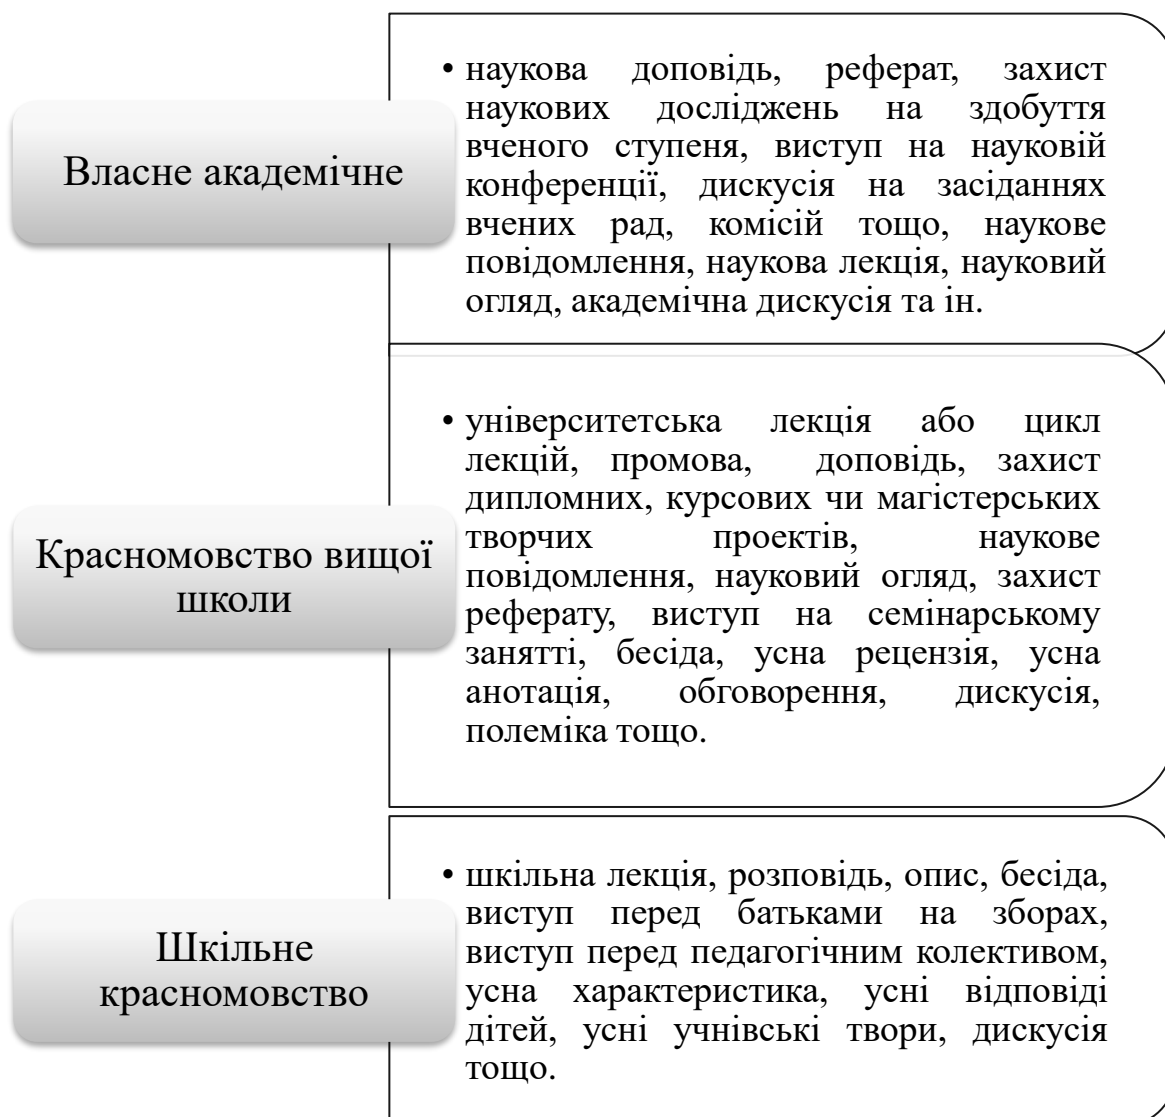 Власне академічне
• наукова доповідь, реферат, захист
наукових досліджень на здобуття
вченого ступеня, виступ на науковій
конференції, дискусія на засіданнях
вчених рад, комісій тощо, наукове
повідомлення, наукова лекція, науковий
огляд, академічна дискусія та ін.
Красномовство вищої
школи
• університетська лекція або цикл
лекцій, промова, доповідь, захист
дипломних, курсових чи магістерських
творчих проектів, наукове
повідомлення, науковий огляд, захист
реферату, виступ на семінарському
занятті, бесіда, усна рецензія, усна
анотація, обговорення, дискусія,
полеміка тощо.
Шкільне
красномовство
• шкільна лекція, розповідь, опис, бесіда,
виступ перед батьками на зборах,
виступ перед педагогічним колективом,
усна характеристика, усні відповіді
дітей, усні учнівські твори, дискусія
тощо.